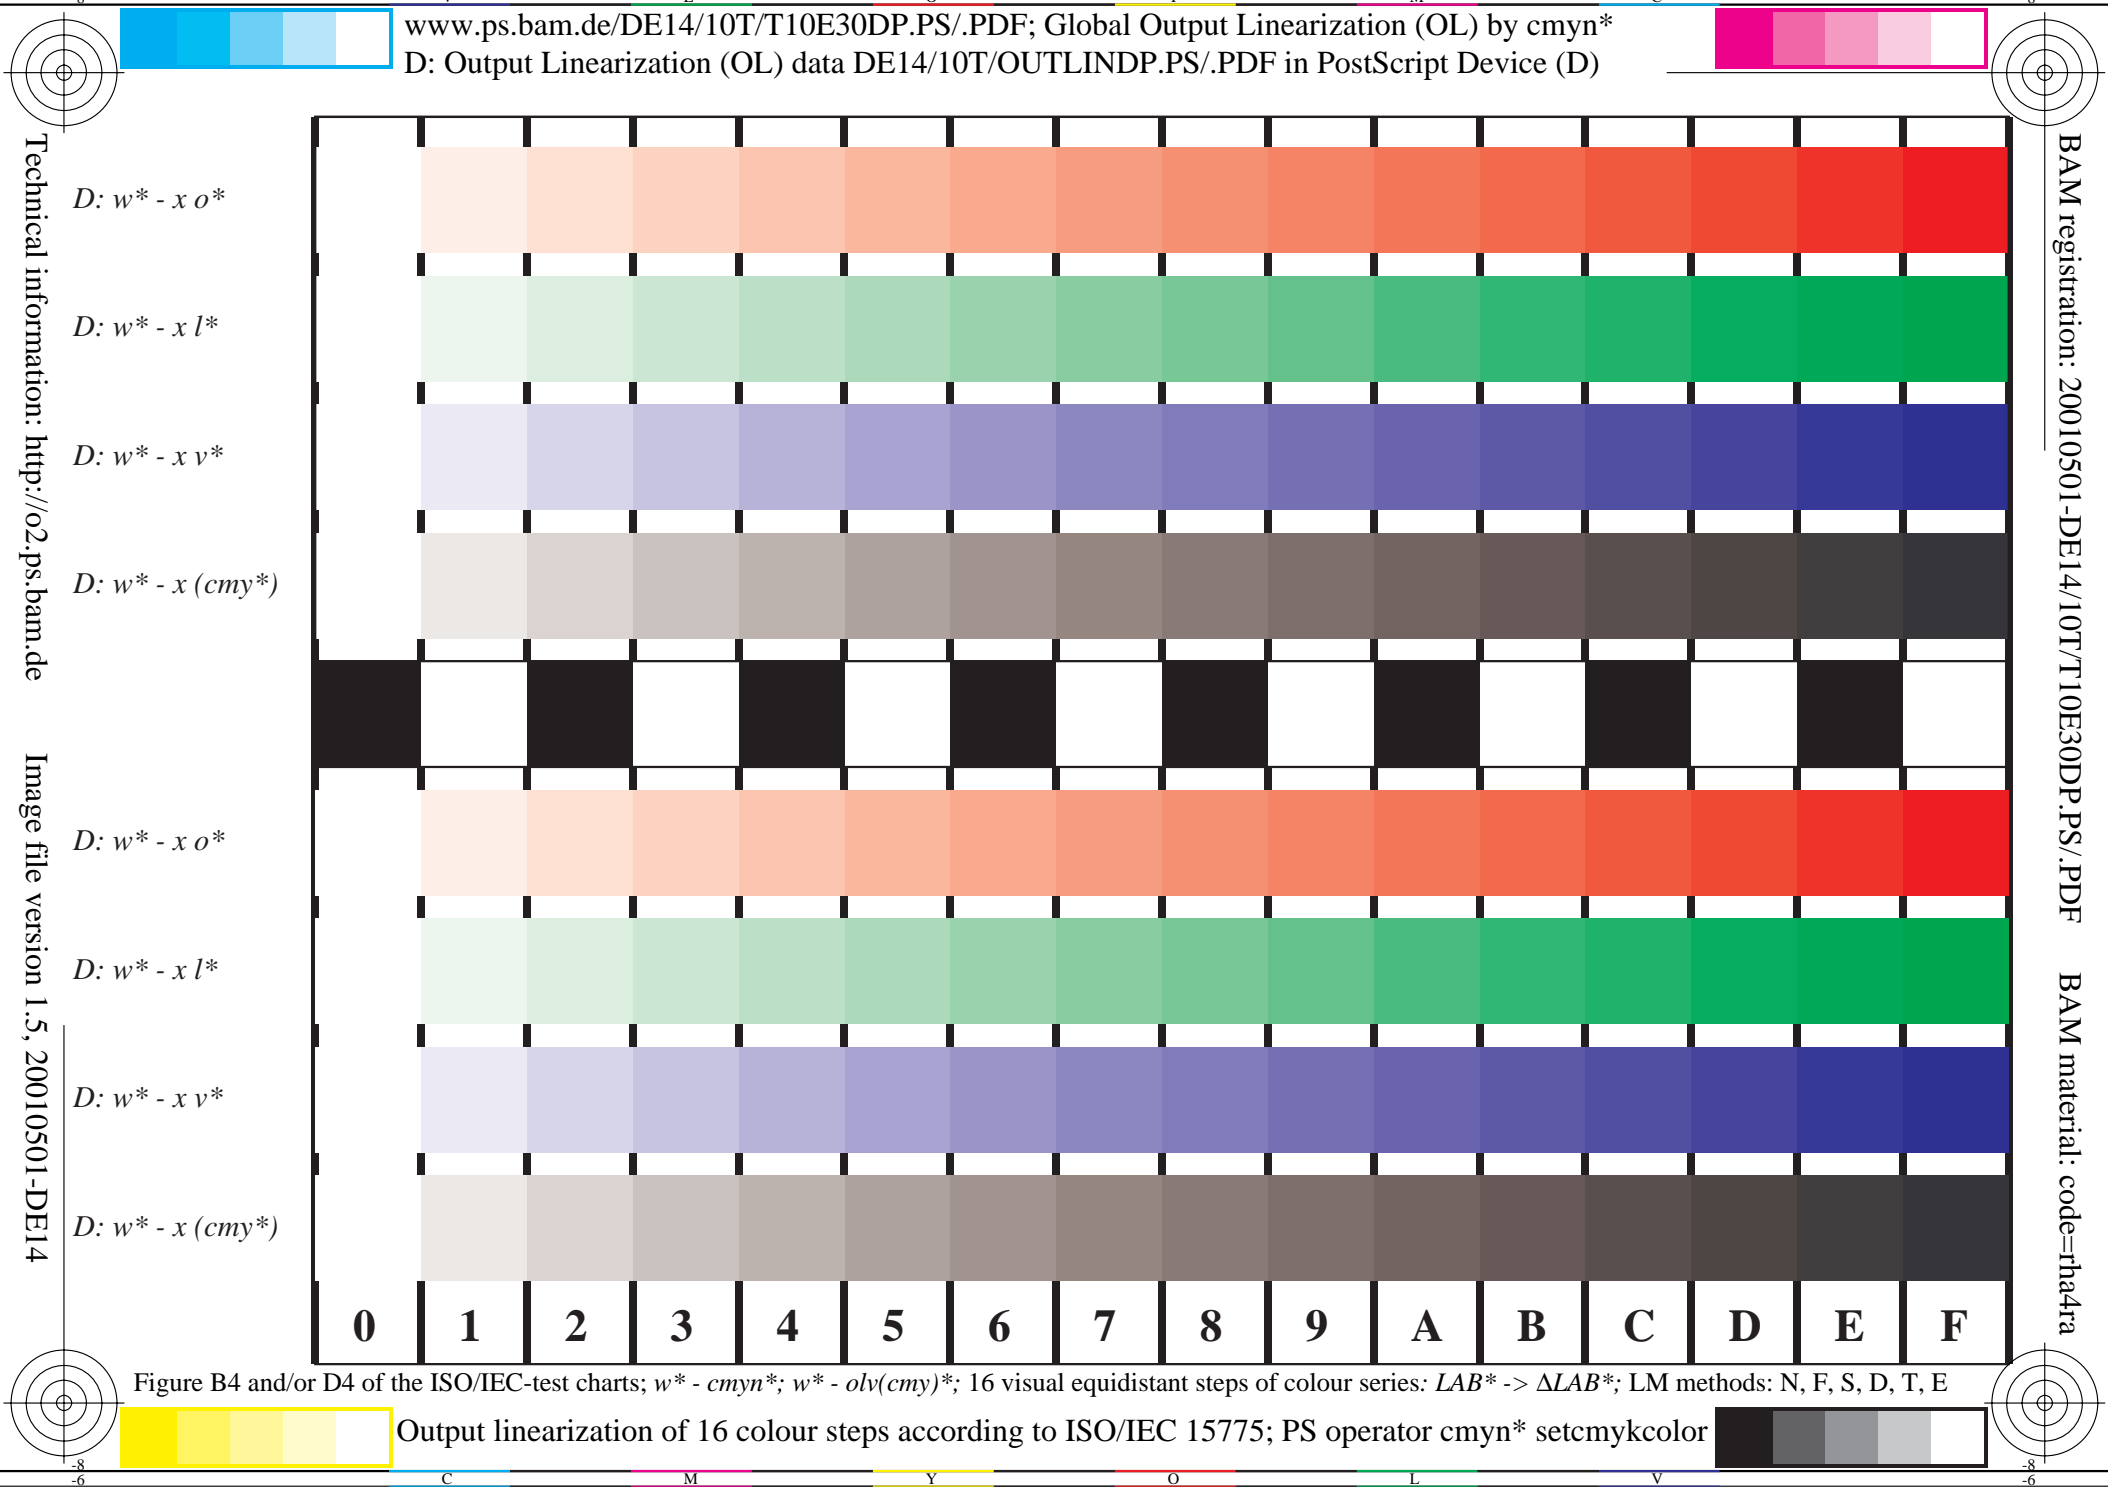 www.ps.bam.de/DE14/10T/T10E30DP.PS/.PDF; Global Output Linearization (OL) by cmyn*
D: Output Linearization (OL) data DE14/10T/OUTLINDP.PS/.PDF in PostScript Device (D)
Technical information: http://o2.ps.bam.de
Image file version 1.5, 20010501-DE14
BAM registration: 20010501-DE14/10T/T10E30DP.PS/.PDF
BAM material: code=rha4ra
D: w* - x o*
D: w* - x l*
D: w* - x v*
D: w* - x (cmy*)
D: w* - x o*
D: w* - x l*
D: w* - x v*
D: w* - x (cmy*)
0 1 2 3 4 5 6 7 8 9 A B C D E F
Figure B4 and/or D4 of the ISO/IEC-test charts; w* - cmyn*; w* - olv(cmy)*; 16 visual equidistant steps of colour series: LAB* -> ΔLAB*; LM methods: N, F, S, D, T, E
Output linearization of 16 colour steps according to ISO/IEC 15775; PS operator cmyn* setcmykcolor
-8 -8
-6 C M Y O L V -6